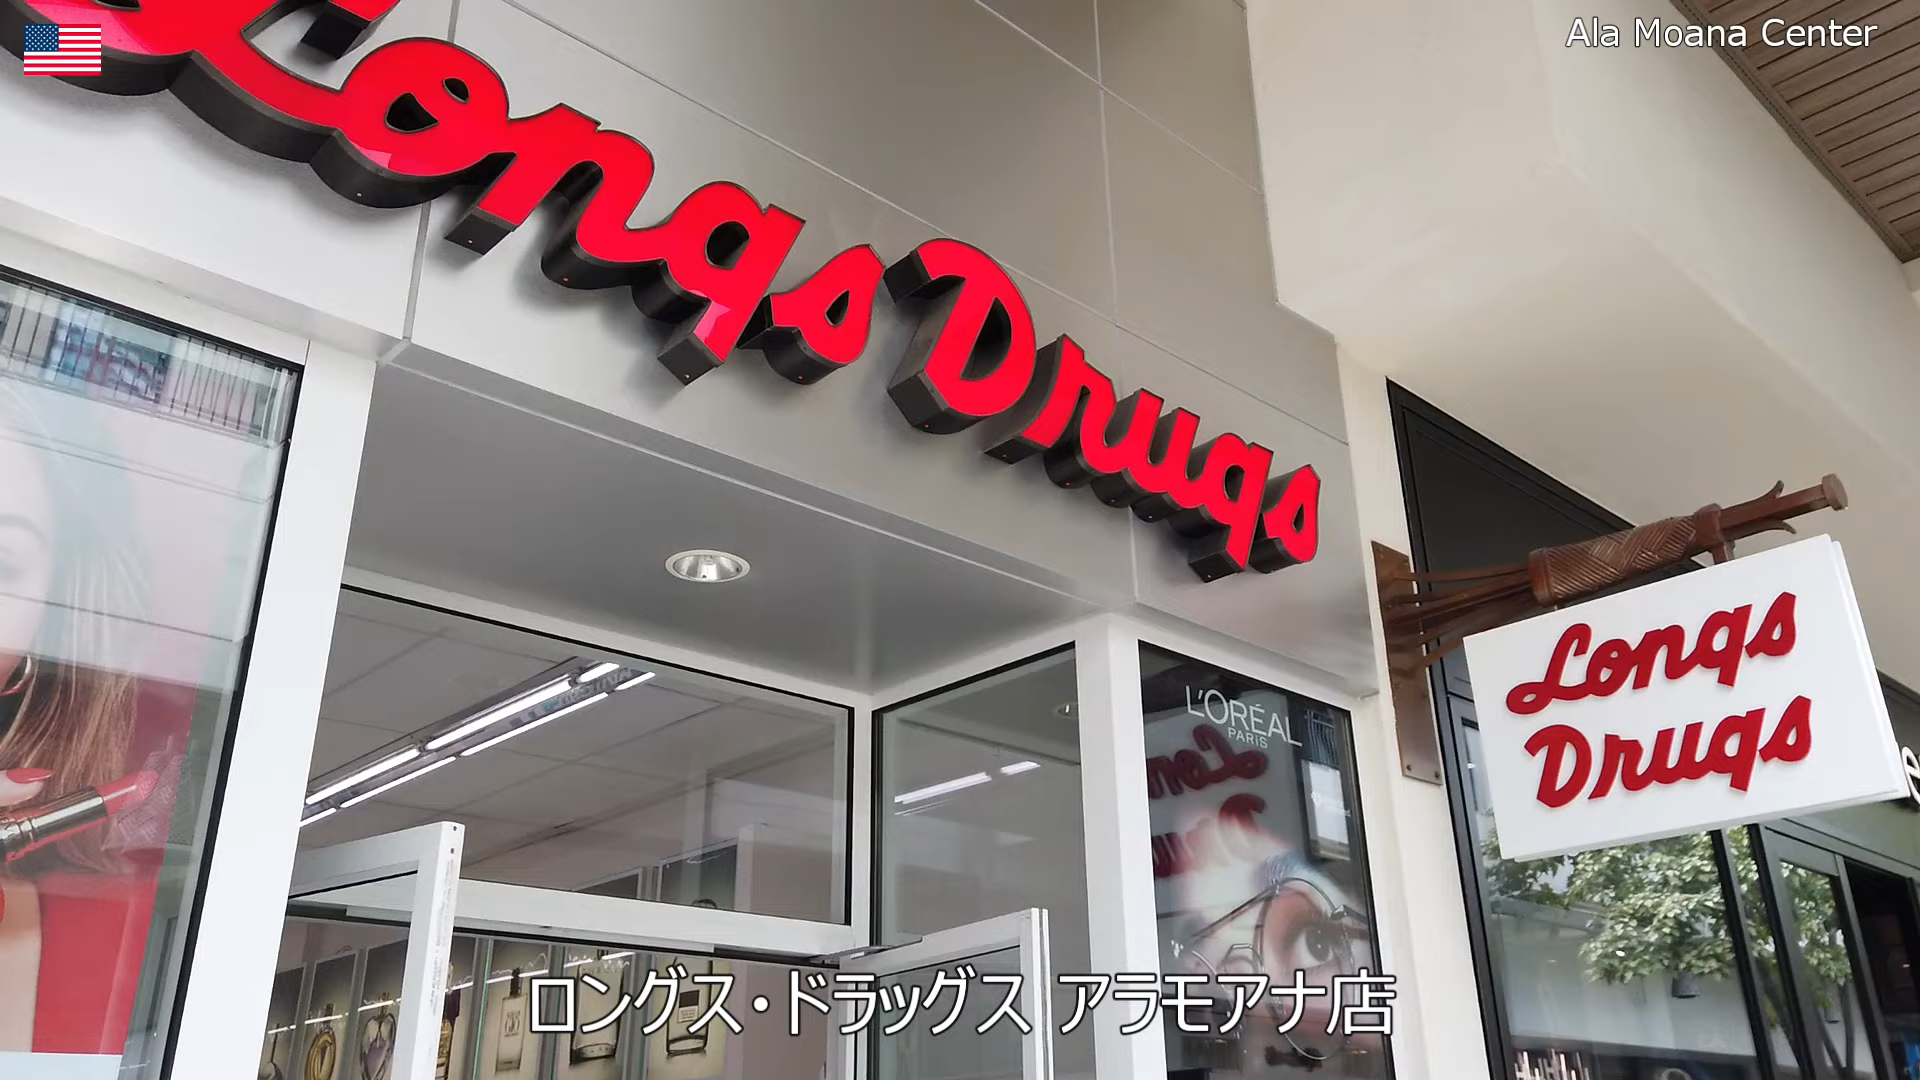 Ala Moana Center
Longs Drugs
Longs
Drugs
L'ORÉAL
PARIS
ロングス・ドラッグス アラモアナ店